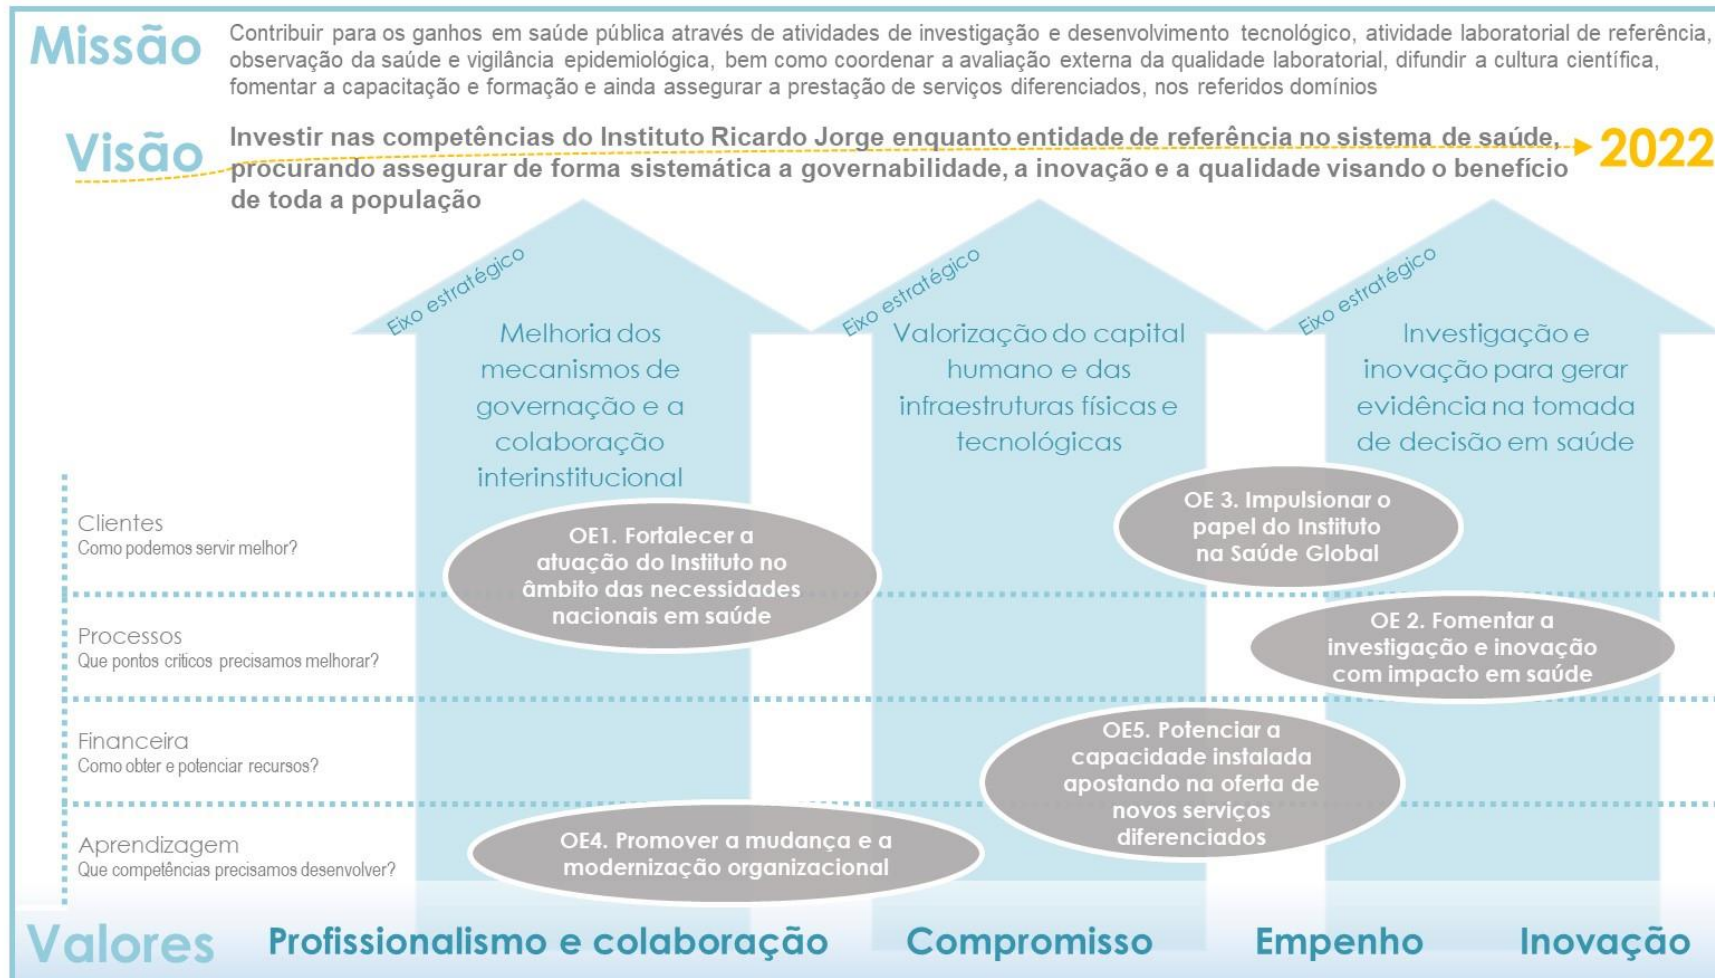 Missão
Contribuir para os ganhos em saúde pública através de atividades de investigação e desenvolvimento tecnológico, atividade laboratorial de referência,
observação da saúde e vigilância epidemiológica, bem como coordenar a avaliação externa da qualidade laboratorial, difundir a cultura científica,
fomentar a capacitação e formação e ainda assegurar a prestação de serviços diferenciados, nos referidos domínios
Visão
Investir nas competências do Instituto Ricardo Jorge enquanto entidade de referência no sistema de saúde,
procurando assegurar de forma sistemática a governabilidade, a inovação e a qualidade visando o benefício
de toda a população
2022
Eixo estratégico
Melhoria dos
mecanismos de
governação e a
colaboração
interinstitucional
Eixo estratégico
Valorização do capital
humano e das
infraestruturas físicas e
tecnológicas
Eixo estratégico
Investigação e
inovação para gerar
evidência na tomada
de decisão em saúde
Clientes
Como podemos servir melhor?
OE1. Fortalecer a
atuação do Instituto no
âmbito das necessidades
nacionais em saúde
OE 3. Impulsionar o
papel do Instituto
na Saúde Global
Processos
Que pontos críticos precisamos melhorar?
OE 2. Fomentar a
investigação e inovação
com impacto em saúde
Financeira
Como obter e potenciar recursos?
OE5. Potenciar a
capacidade instalada
apostando na oferta de
novos serviços
diferenciados
Aprendizagem
Que competências precisamos desenvolver?
OE4. Promover a mudança e a
modernização organizacional
Valores
Profissionalismo e colaboração
Compromisso
Empenho
Inovação